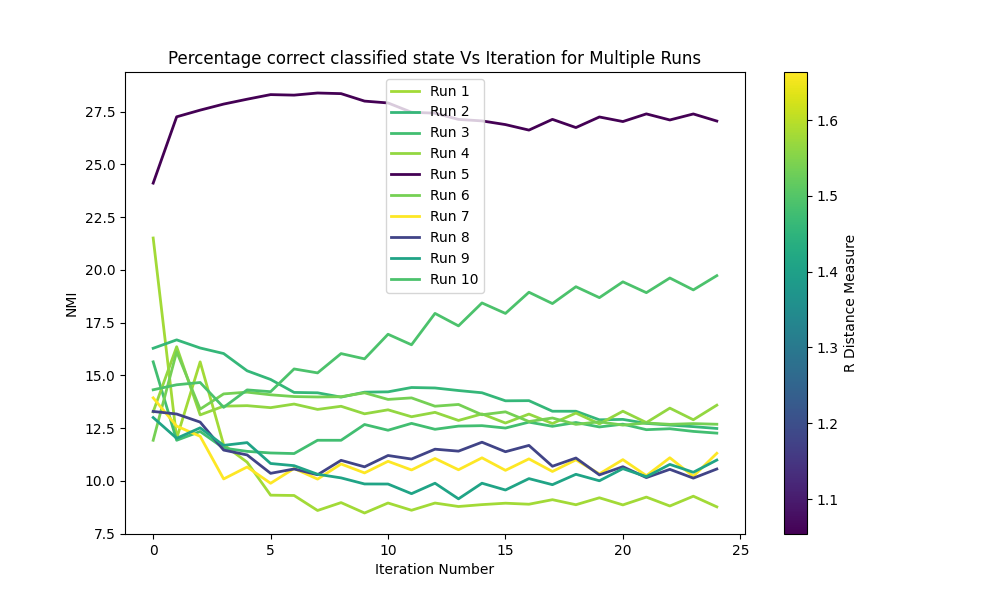 Percentage correct classified state Vs Iteration for Multiple Runs
NMI
27.5
25.0
22.5
20.0
17.5
15.0
12.5
10.0
7.5
Run 1
Run 2
Run 3
Run 4
Run 5
Run 6
Run 7
Run 8
Run 9
Run 10
0
5
10
15
20
25
Iteration Number
1.6
1.5
1.4
1.3
1.2
1.1
R Distance Measure